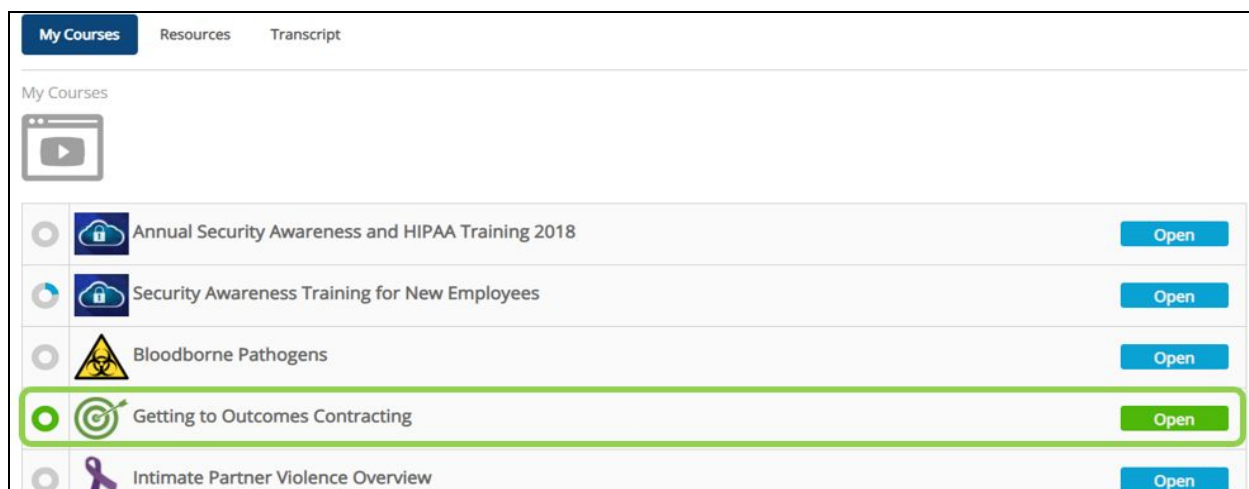 My Courses Resources Transcript
My Courses
Annual Security Awareness and HIPAA Training 2018 Open
Security Awareness Training for New Employees Open
Bloodborne Pathogens Open
Getting to Outcomes Contracting Open
Intimate Partner Violence Overview Open